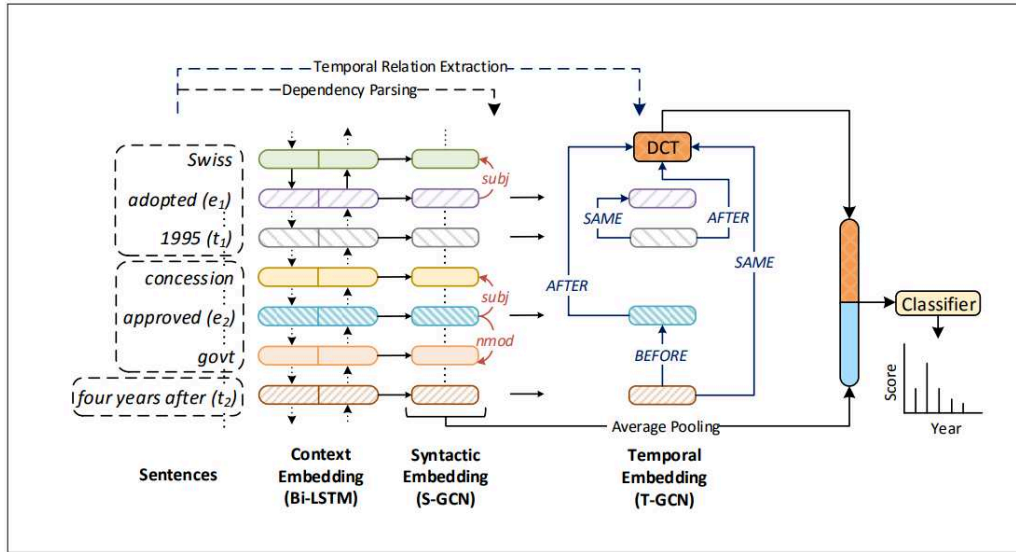 Temporal Relation Extraction
Dependency Parsing
Swiss
adopted (e1)
1995 (t1)
concession
approved (e2)
govt
four years after (t2)
subj
subj
nmod
DCT
SAME
AFTER
AFTER
SAME
BEFORE
Average Pooling
Classifier
Score
Year
Sentences
Context
Embedding
(Bi-LSTM)
Syntactic
Embedding
(S-GCN)
Temporal
Embedding
(T-GCN)